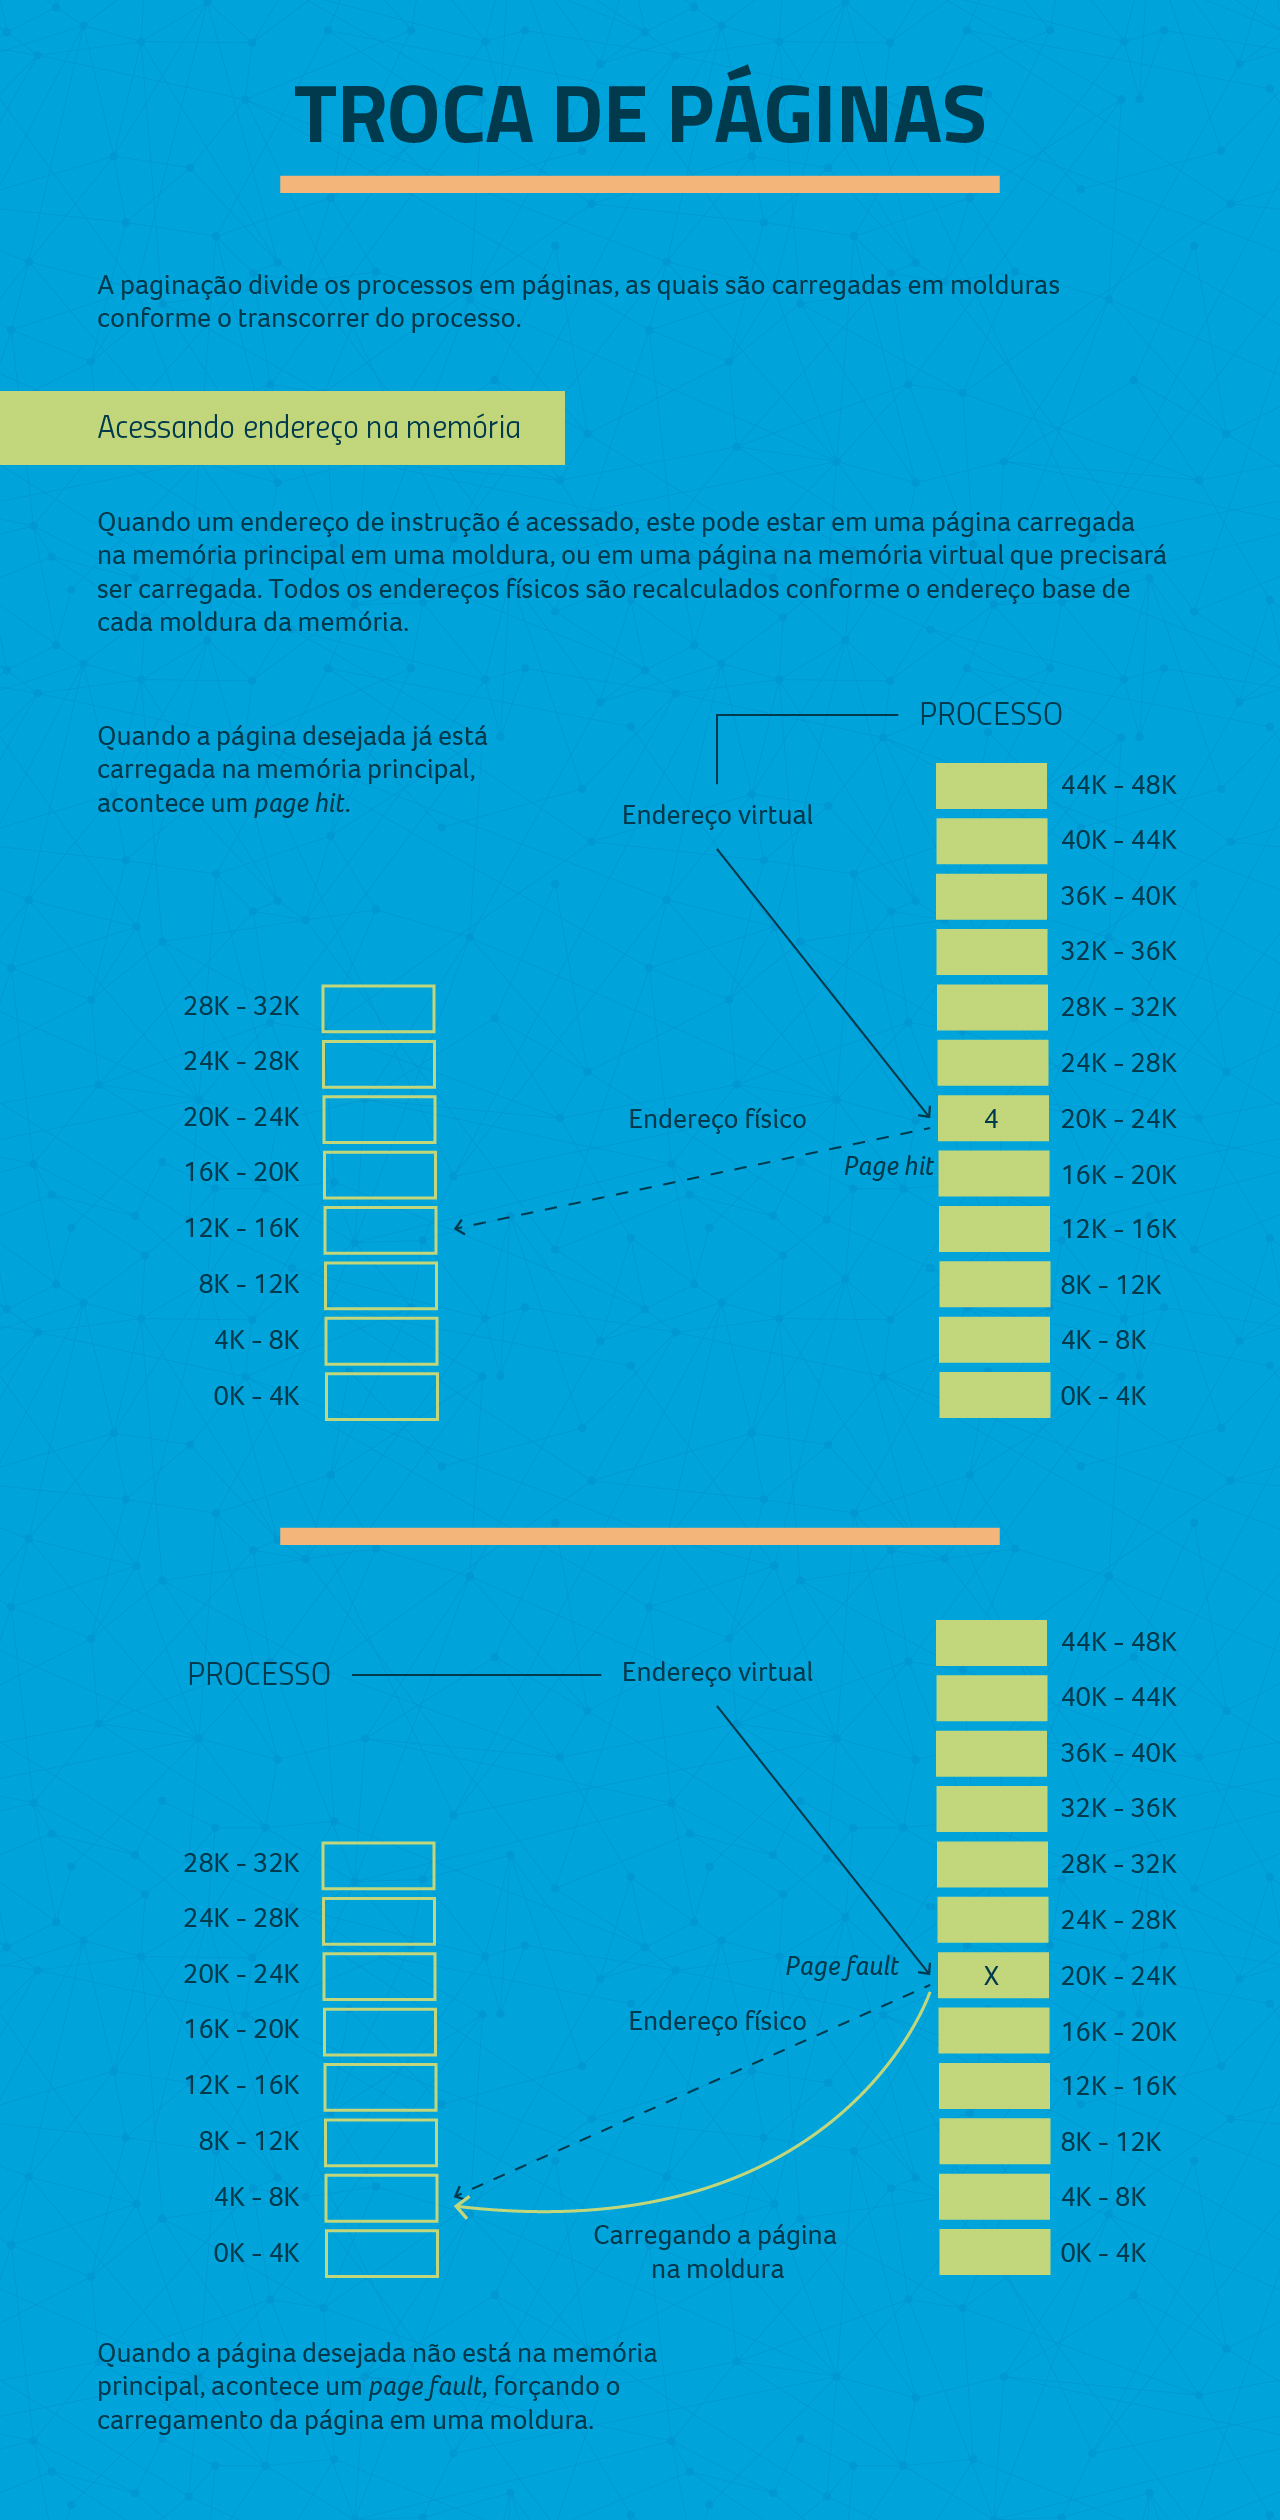 TROCA DE PÁGINAS
A paginação divide os processos em páginas, as quais são carregadas em molduras
conforme o transcorrer do processo.
Acessando endereço na memória
Quando um endereço de instrução é acessado, este pode estar em uma página carregada
na memória principal em uma moldura, ou em uma página na memória virtual que precisará
ser carregada. Todos os endereços físicos são recalculados conforme o endereço base de
cada moldura da memória.
Quando a página desejada já está
carregada na memória principal,
acontece um page hit.
PROCESSO
Endereço virtual
44K - 48K
40K - 44K
36K - 40K
32K - 36K
28K - 32K
24K - 28K
4 20K - 24K
16K - 20K
12K - 16K
8K - 12K
4K - 8K
0K - 4K
Endereço físico
Page hit
28K - 32K
24K - 28K
20K - 24K
16K - 20K
12K - 16K
8K - 12K
4K - 8K
0K - 4K
PROCESSO
Endereço virtual
44K - 48K
40K - 44K
36K - 40K
32K - 36K
28K - 32K
24K - 28K
X 20K - 24K
16K - 20K
12K - 16K
8K - 12K
4K - 8K
0K - 4K
Page fault
Endereço físico
28K - 32K
24K - 28K
20K - 24K
16K - 20K
12K - 16K
8K - 12K
4K - 8K
0K - 4K
Carregando a página
na moldura
Quando a página desejada não está na memória
principal, acontece um page fault, forçando o
carregamento da página em uma moldura.